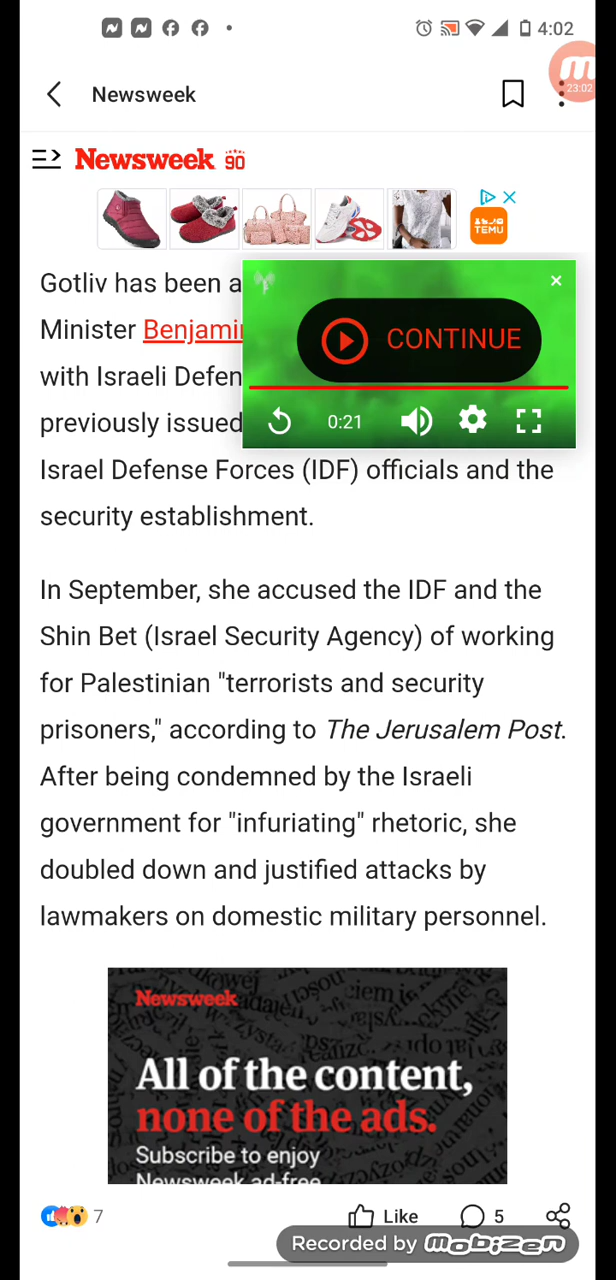 4:02
Newsweek
23:02
Newsweek 90
TEMU
Gotliv has been a
Minister Benjami
with Israeli Defen
previously issued
CONTINUE
0:21
Israel Defense Forces (IDF) officials and the
security establishment.
In September, she accused the IDF and the
Shin Bet (Israel Security Agency) of working
for Palestinian "terrorists and security
prisoners," according to The Jerusalem Post.
After being condemned by the Israeli
government for "infuriating" rhetoric, she
doubled down and justified attacks by
lawmakers on domestic military personnel.
Newsweek
All of the content,
none of the ads.
Subscribe to enjoy
Newsweek ad-free
7 Like 5
Recorded by mobizen